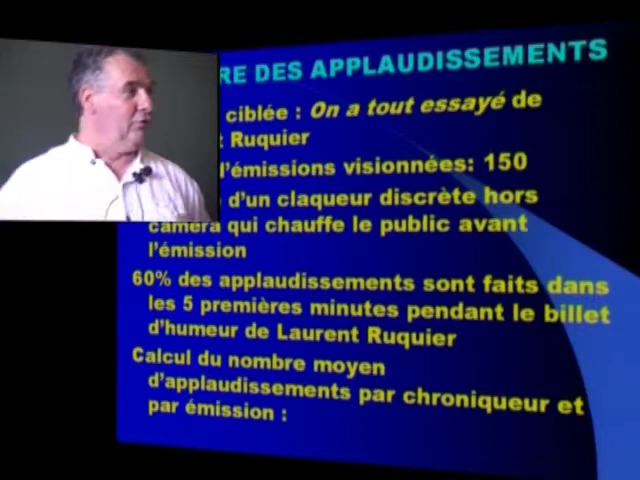 RE DES APPLAUDISSEMENTS
ciblée : On a tout essayé de
Ruquier
d'émissions visionnées: 150
d'un claqueur discrète hors
caméra qui chauffe le public avant
l'émission
60% des applaudissements sont faits dans
les 5 premières minutes pendant le billet
d'humeur de Laurent Ruquier
Calcul du nombre moyen
d'applaudissements par chroniqueur et
par émission :